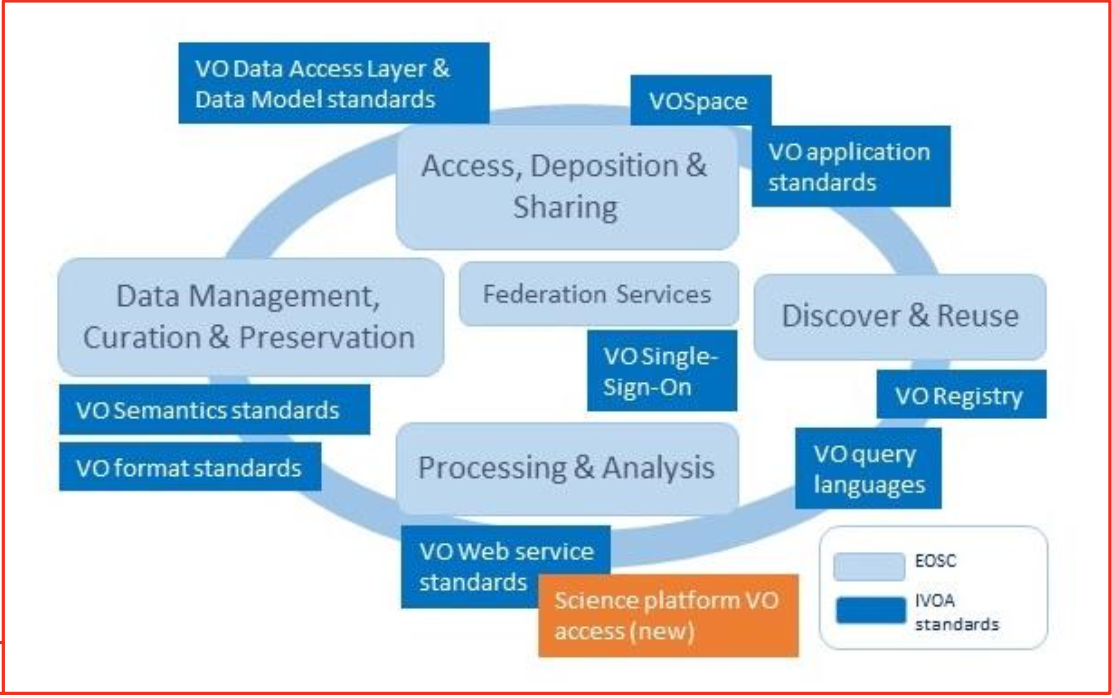 VO Data Access Layer &
Data Model standards
VOSpace
VO application
standards
Access, Deposition &
Sharing
Data Management,
Curation & Preservation
Federation Services
Discover & Reuse
VO Single-
Sign-On
VO Semantics standards
VO format standards
VO Registry
Processing & Analysis
VO query
languages
VO Web service
standards
Science platform VO
access (new)
EOSC
IVOA
standards